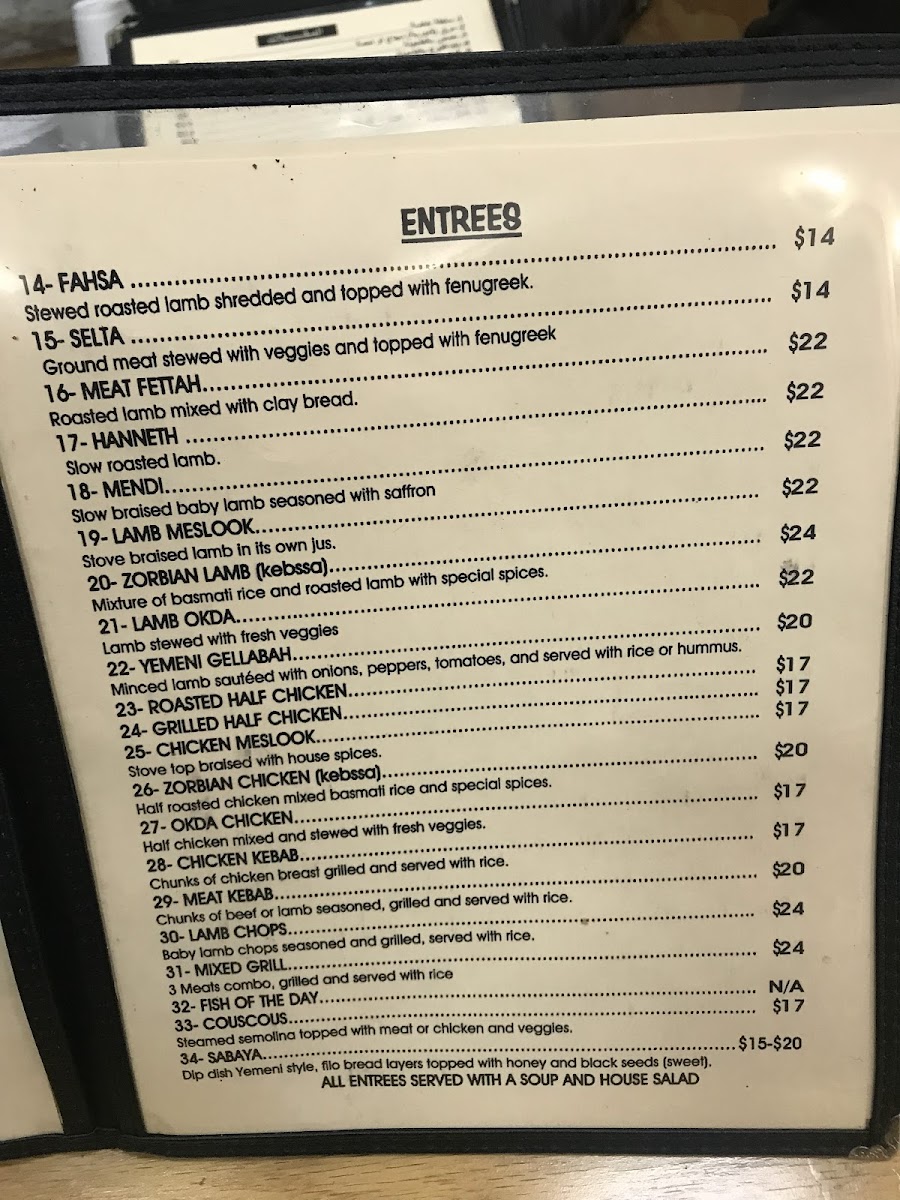 ENTREES
14- FAHSA ........ $14
Stewed roasted lamb shredded and topped with fenugreek.
15- SELTA ........ $14
Ground meat stewed with veggies and topped with fenugreek
16- MEAT FETTAH........ $22
Roasted lamb mixed with clay bread.
17- HANNETH ........ $22
Slow roasted lamb.
18- MENDI........ $22
Slow braised baby lamb seasoned with saffron
19- LAMB MESLOOK........ $22
Stove braised lamb in its own jus.
20- ZORBIAN LAMB (kebssa)........ $24
Mixture of basmati rice and roasted lamb with special spices.
21- LAMB OKDA........ $22
Lamb stewed with fresh veggies
22- YEMENI GELLABAH........ $20
Minced lamb sautéed with onions, peppers, tomatoes, and served with rice or hummus.
23- ROASTED HALF CHICKEN........ $17
24- GRILLED HALF CHICKEN........ $17
25- CHICKEN MESLOOK........ $17
Stove top braised with house spices.
26- ZORBIAN CHICKEN (kebssa)........ $20
Half roasted chicken mixed basmati rice and special spices.
27- OKDA CHICKEN........ $17
Half chicken mixed and stewed with fresh veggies.
28- CHICKEN KEBAB........ $17
Chunks of chicken breast grilled and served with rice.
29- MEAT KEBAB........ $20
Chunks of beef or lamb seasoned, grilled and served with rice.
30- LAMB CHOPS........ $24
Baby lamb chops seasoned and grilled, served with rice.
31- MIXED GRILL........ $24
3 Meats combo, grilled and served with rice
32- FISH OF THE DAY........ N/A
33- COUSCOUS........ $17
Steamed semolina topped with meat or chicken and veggies.
34- SABAYA........ $15-$20
Dip dish Yemeni style, filo bread layers topped with honey and black seeds (sweet).
ALL ENTREES SERVED WITH A SOUP AND HOUSE SALAD